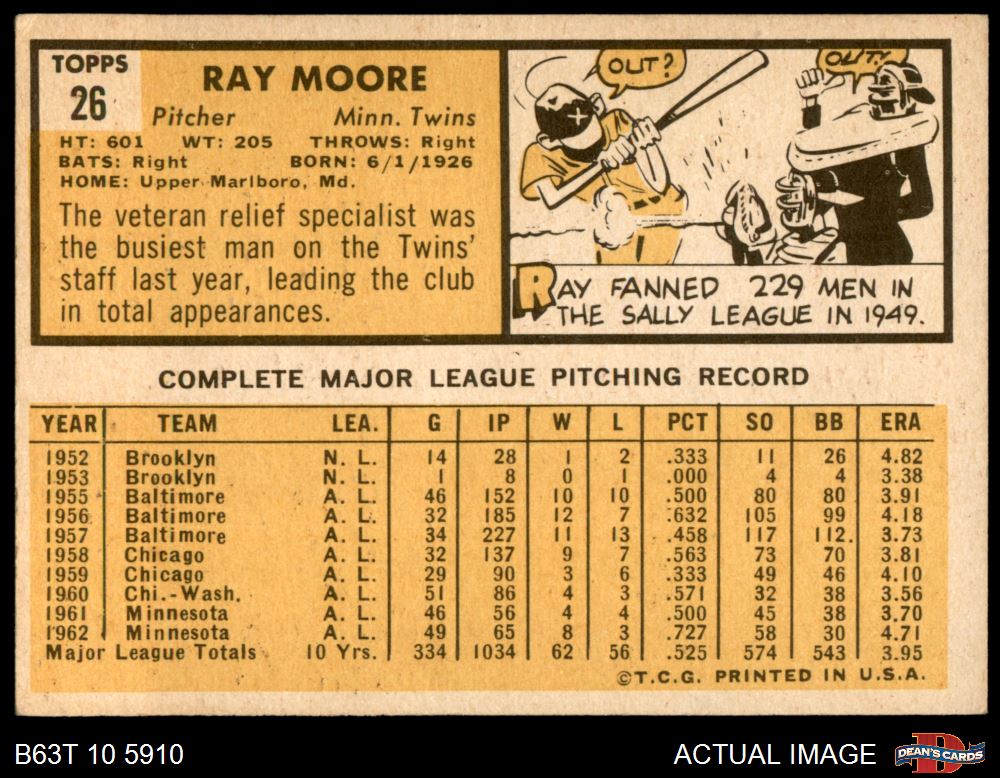 TOPPS
26
RAY MOORE
Pitcher Minn. Twins
HT: 601 WT: 205 THROWS: Right
BATS: Right BORN: 6/1/1926
HOME: Upper Marlboro, Md.
The veteran relief specialist was
the busiest man on the Twins'
staff last year, leading the club
in total appearances.
OUT?
OUT!
RAY FANNED 229 MEN IN
THE SALLY LEAGUE IN 1949.
COMPLETE MAJOR LEAGUE PITCHING RECORD
YEAR TEAM LEA. G IP W L PCT SO BB ERA
1952 Brooklyn N. L. 14 28 1 2 .333 11 26 4.82
1953 Brooklyn N. L. 1 8 0 1 .000 4 4 3.38
1955 Baltimore A. L. 46 152 10 10 .500 80 80 3.91
1956 Baltimore A. L. 32 185 12 7 .632 105 99 4.18
1957 Baltimore A. L. 34 227 11 13 .458 117 112. 3.73
1958 Chicago A. L. 32 137 9 7 .563 73 70 3.81
1959 Chicago A. L. 29 90 3 6 .333 49 46 4.10
1960 Chi.-Wash. A. L. 51 86 4 3 .571 32 38 3.56
1961 Minnesota A. L. 46 56 4 4 .500 45 38 3.70
1962 Minnesota A. L. 49 65 8 3 .727 58 30 4.71
Major League Totals 10 Yrs. 334 1034 62 56 .525 574 543 3.95
©T.C.G. PRINTED IN U.S.A.
B63T 10 5910 ACTUAL IMAGE DEAN'S CARDS